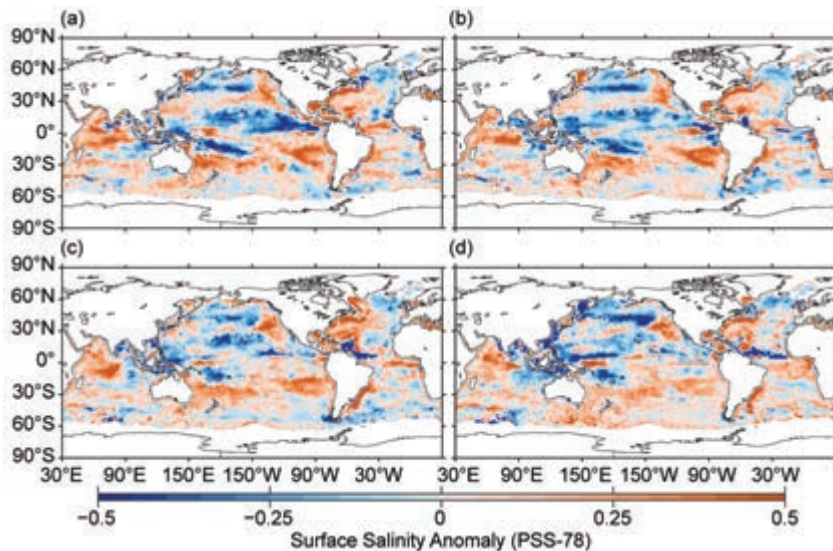 (a) (b)
90°N
60°N
30°N
0°
30°S
60°S
90°S
(c) (d)
90°N
60°N
30°N
0°
30°S
60°S
90°S
30°E 90°E 150°E 150°W 90°W 30°W 30°E 90°E 150°E 150°W 90°W 30°W
−0.5 −0.25 0 0.25 0.5
Surface Salinity Anomaly (PSS-78)